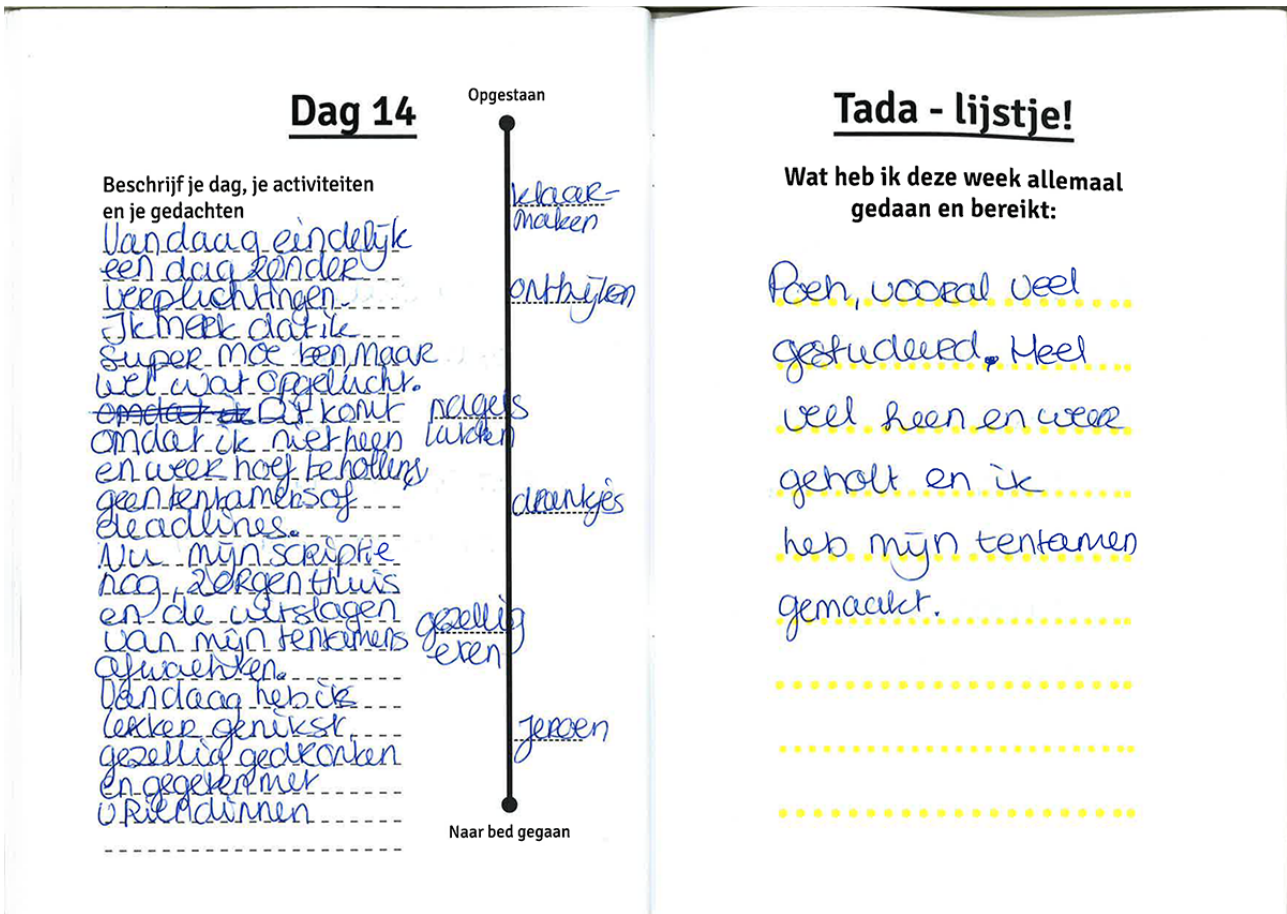 Dag 14
Beschrijf je dag, je activiteiten
en je gedachten
Vandaag eindelijk
een dag zonder
verplichtingen.
Ik merk dat ik
super moe ben maar
wel wat opgelucht.
omdat ik Dit komt
omdat ik niet heen
en weer hoef te hollen,
geen tentamens of
deadlines.
Nu mijn scriptie
nog, zorgen thuis
en de uitslagen
van mijn tentamens
afwachten.
Vandaag heb ik
lekker genikst,
gezellig gedronken
en gegeten met
vriendinnen
Opgestaan
klaar-
maken
ontbijten
nagels
lakken
drankjes
gezellig
eten
Jeroen
Naar bed gegaan
Tada - lijstje!
Wat heb ik deze week allemaal
gedaan en bereikt:
Poeh, vooral veel
gestudeerd. Heel
veel heen en weer
geholt en ik
heb mijn tentamen
gemaakt.